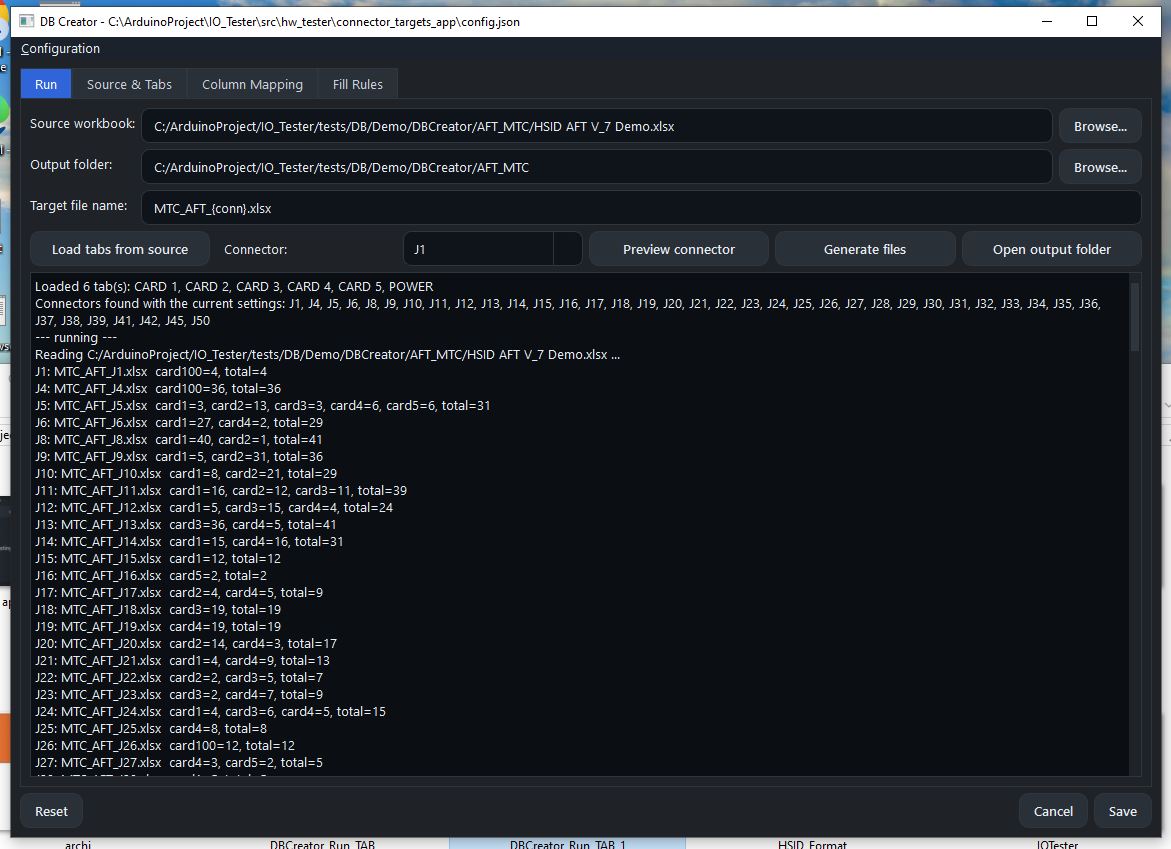 DB Creator - C:\ArduinoProject\IO_Tester\src\hw_tester\connector_targets_app\config.json
Configuration
Run Source & Tabs Column Mapping Fill Rules
Source workbook: C:/ArduinoProject/IO_Tester/tests/DB/Demo/DBCreator/AFT_MTC/HSID AFT V_7 Demo.xlsx Browse...
Output folder: C:/ArduinoProject/IO_Tester/tests/DB/Demo/DBCreator/AFT_MTC Browse...
Target file name: MTC_AFT_{conn}.xlsx
Load tabs from source Connector: J1 Preview connector Generate files Open output folder
Loaded 6 tab(s): CARD 1, CARD 2, CARD 3, CARD 4, CARD 5, POWER
Connectors found with the current settings: J1, J4, J5, J6, J8, J9, J10, J11, J12, J13, J14, J15, J16, J17, J18, J19, J20, J21, J22, J23, J24, J25, J26, J27, J28, J29, J30, J31, J32, J33, J34, J35, J36,
J37, J38, J39, J41, J42, J45, J50
--- running ---
Reading C:/ArduinoProject/IO_Tester/tests/DB/Demo/DBCreator/AFT_MTC/HSID AFT V_7 Demo.xlsx ...
J1: MTC_AFT_J1.xlsx card100=4, total=4
J4: MTC_AFT_J4.xlsx card100=36, total=36
J5: MTC_AFT_J5.xlsx card1=3, card2=13, card3=3, card4=6, card5=6, total=31
J6: MTC_AFT_J6.xlsx card1=27, card4=2, total=29
J8: MTC_AFT_J8.xlsx card1=40, card2=1, total=41
J9: MTC_AFT_J9.xlsx card1=5, card2=31, total=36
J10: MTC_AFT_J10.xlsx card1=8, card2=21, total=29
J11: MTC_AFT_J11.xlsx card1=16, card2=12, card3=11, total=39
J12: MTC_AFT_J12.xlsx card1=5, card3=15, card4=4, total=24
J13: MTC_AFT_J13.xlsx card3=36, card4=5, total=41
J14: MTC_AFT_J14.xlsx card1=15, card4=16, total=31
J15: MTC_AFT_J15.xlsx card1=12, total=12
J16: MTC_AFT_J16.xlsx card5=2, total=2
J17: MTC_AFT_J17.xlsx card2=4, card4=5, total=9
J18: MTC_AFT_J18.xlsx card3=19, total=19
J19: MTC_AFT_J19.xlsx card4=19, total=19
J20: MTC_AFT_J20.xlsx card2=14, card4=3, total=17
J21: MTC_AFT_J21.xlsx card1=4, card4=9, total=13
J22: MTC_AFT_J22.xlsx card2=2, card3=5, total=7
J23: MTC_AFT_J23.xlsx card3=2, card4=7, total=9
J24: MTC_AFT_J24.xlsx card1=4, card3=6, card4=5, total=15
J25: MTC_AFT_J25.xlsx card4=8, total=8
J26: MTC_AFT_J26.xlsx card100=12, total=12
J27: MTC_AFT_J27.xlsx card4=3, card5=2, total=5
Reset Cancel Save
archi DBCreator_Run_TAB DBCreator_Run_TAB_1 HSID_Format IOTester